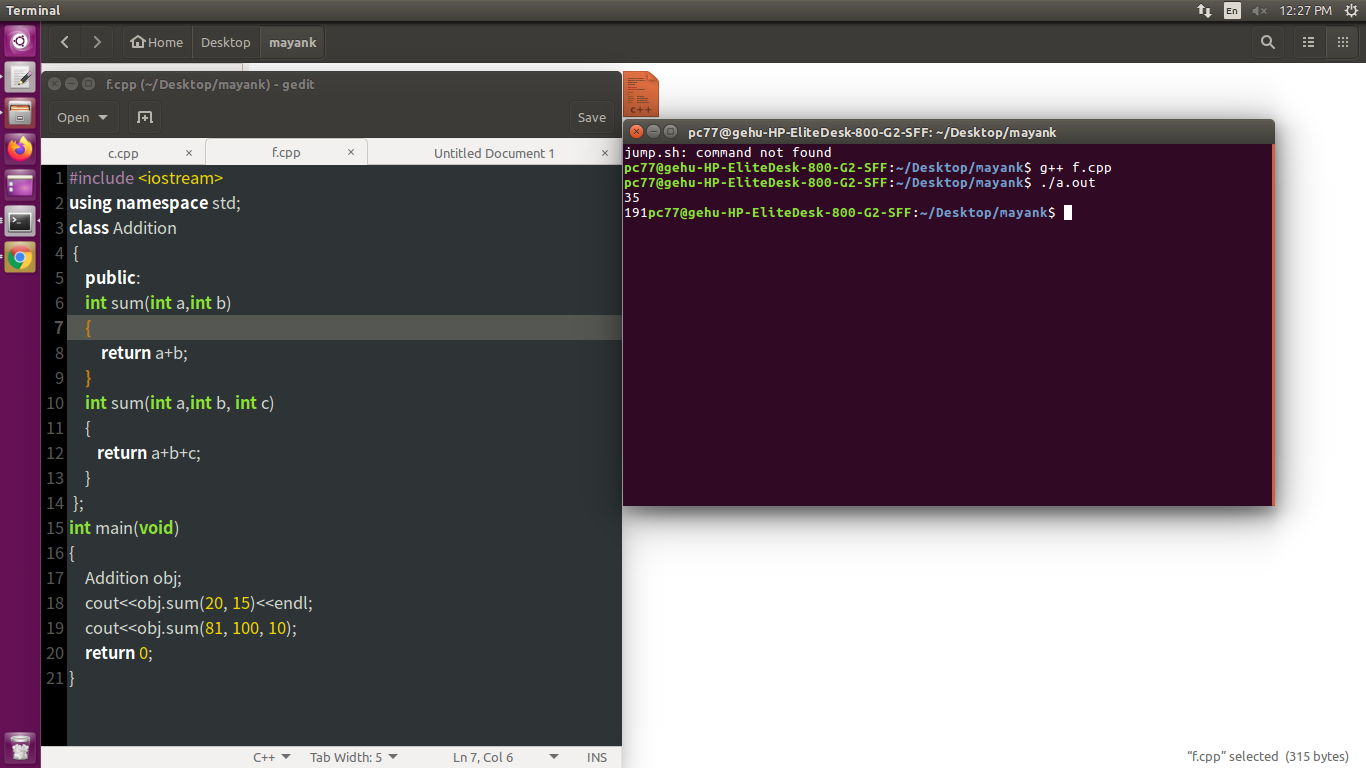 Terminal
En
12:27 PM
Home
Desktop
mayank
f.cpp (~/Desktop/mayank) - gedit
Open
Save
c.cpp
f.cpp
Untitled Document 1
1 #include <iostream>
2 using namespace std;
3 class Addition
4 {
5 public:
6 int sum(int a,int b)
7 {
8 return a+b;
9 }
10 int sum(int a,int b, int c)
11 {
12 return a+b+c;
13 }
14 };
15 int main(void)
16 {
17 Addition obj;
18 cout<<obj.sum(20, 15)<<endl;
19 cout<<obj.sum(81, 100, 10);
20 return 0;
21 }
C++
Tab Width: 5
Ln 7, Col 6
INS
c++
pc77@gehu-HP-EliteDesk-800-G2-SFF: ~/Desktop/mayank
jump.sh: command not found
pc77@gehu-HP-EliteDesk-800-G2-SFF:~/Desktop/mayank$ g++ f.cpp
pc77@gehu-HP-EliteDesk-800-G2-SFF:~/Desktop/mayank$ ./a.out
35
191pc77@gehu-HP-EliteDesk-800-G2-SFF:~/Desktop/mayank$
“f.cpp” selected (315 bytes)